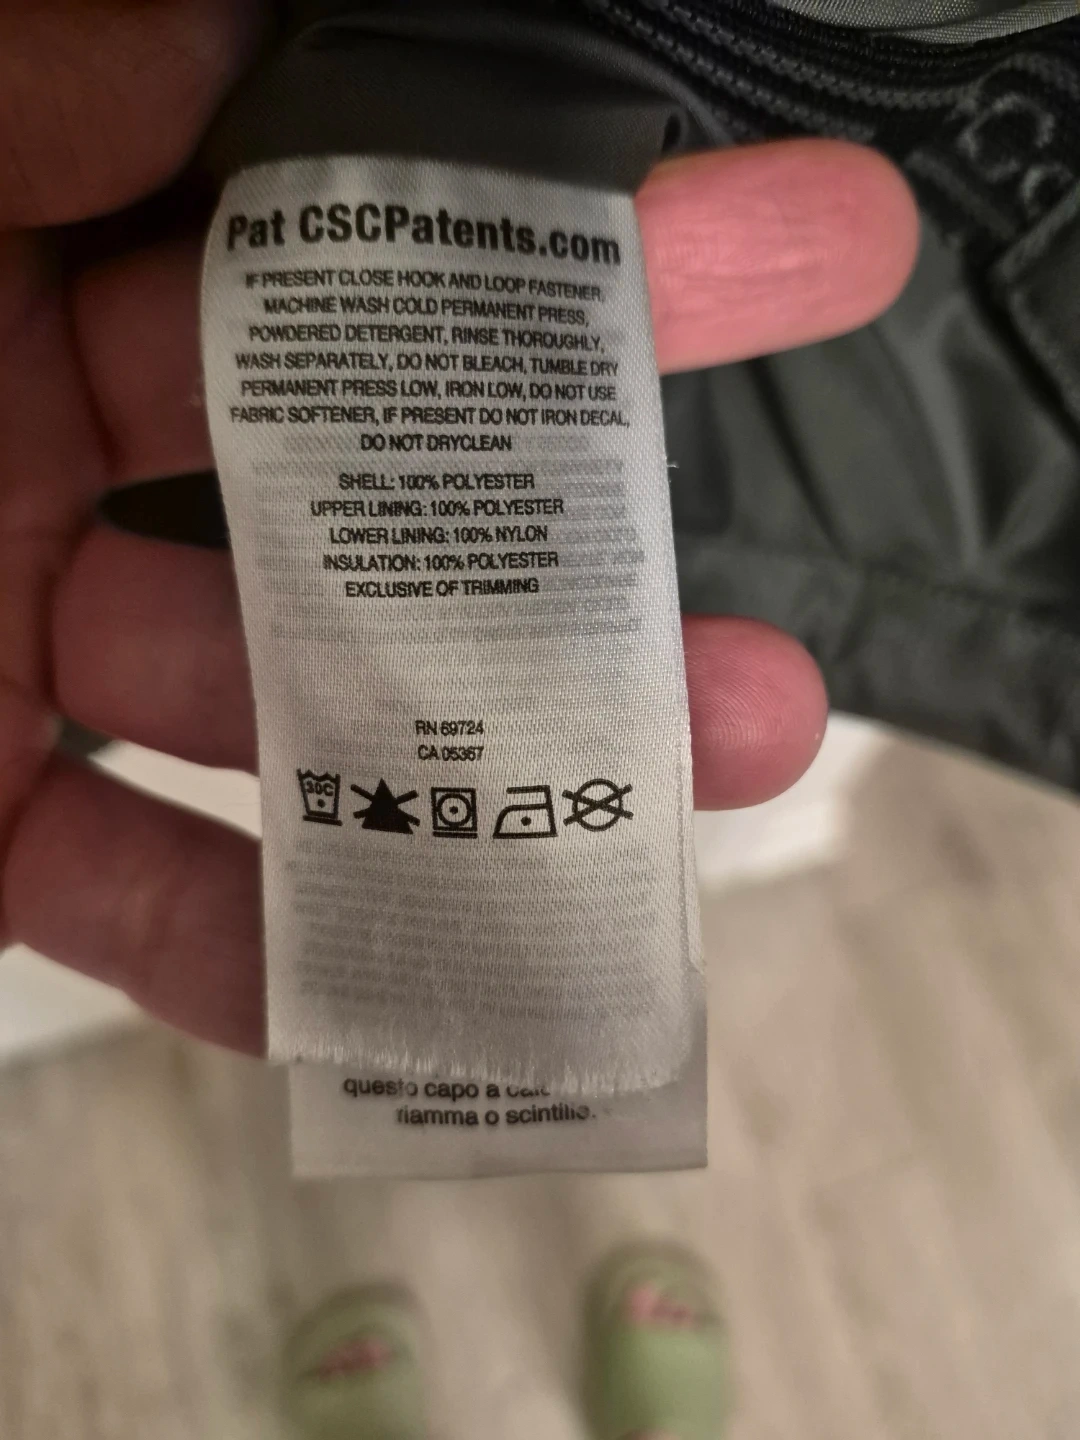 Pat CSCPatents.com
IF PRESENT CLOSE HOOK AND LOOP FASTENER,
MACHINE WASH COLD PERMANENT PRESS,
POWDERED DETERGENT, RINSE THOROUGHLY,
WASH SEPARATELY, DO NOT BLEACH, TUMBLE DRY
PERMANENT PRESS LOW, IRON LOW, DO NOT USE
FABRIC SOFTENER, IF PRESENT DO NOT IRON DECAL,
DO NOT DRYCLEAN
SHELL: 100% POLYESTER
UPPER LINING: 100% POLYESTER
LOWER LINING: 100% NYLON
INSULATION: 100% POLYESTER
EXCLUSIVE OF TRIMMING
RN 69724
CA 05367
30C
questo capo a
fiamma o scintille.